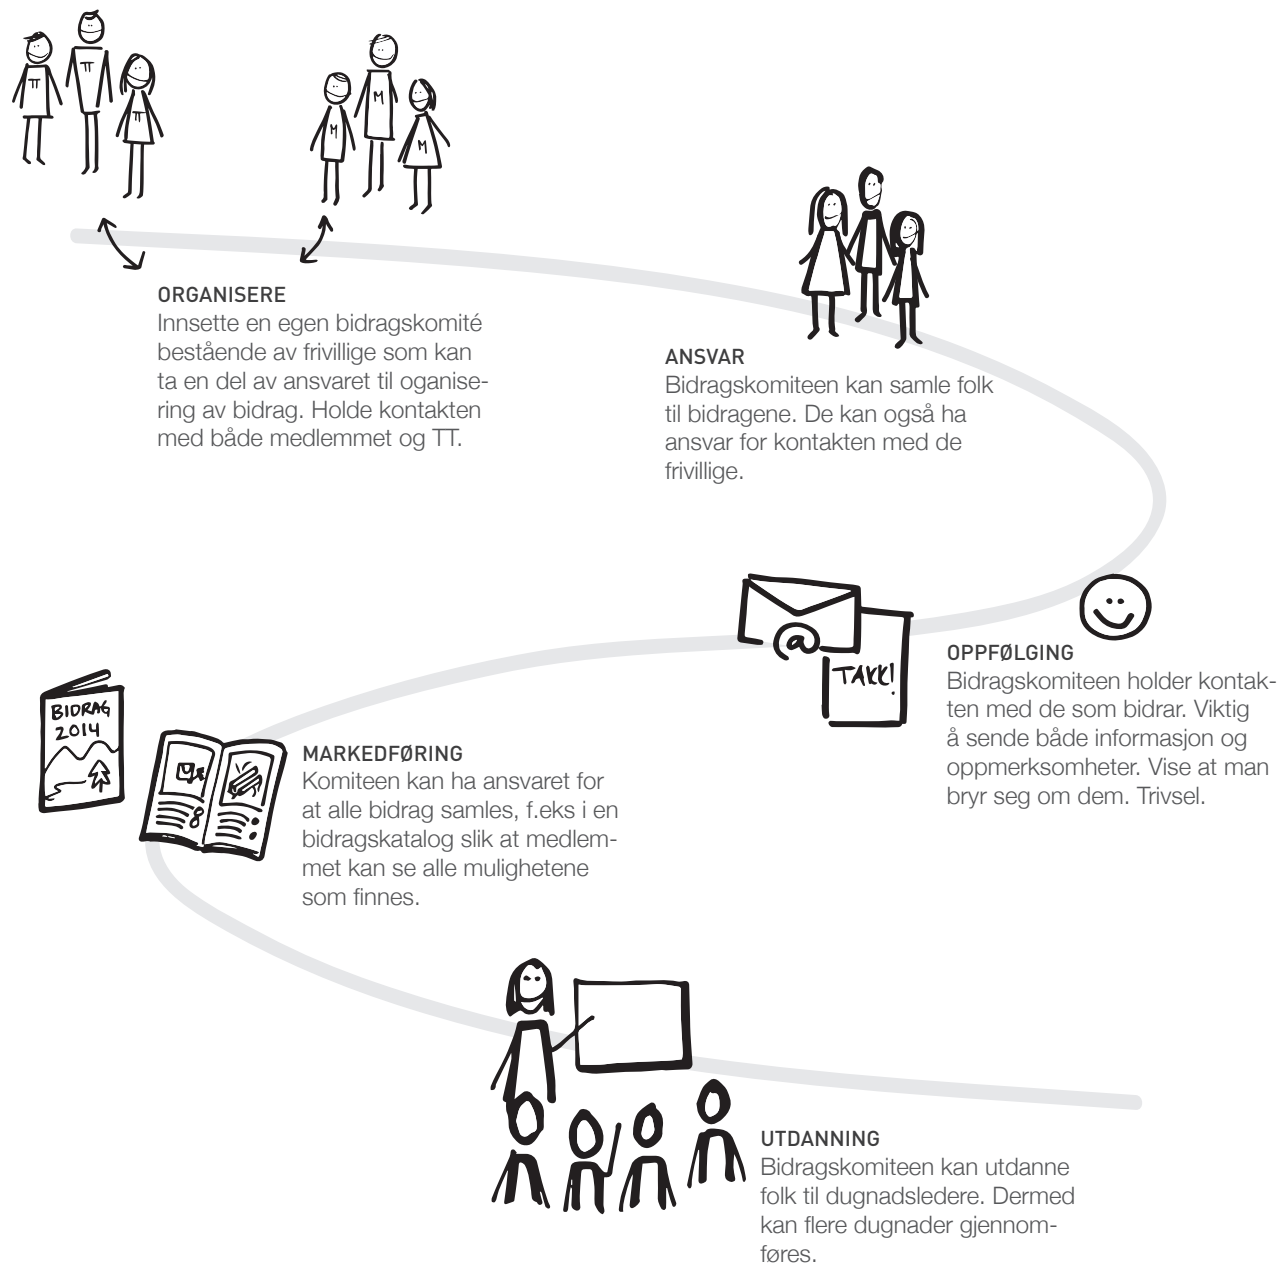 TT
TT
TT
M
M
M
ORGANISERE
Innsette en egen bidragskomité
bestående av frivillige som kan
ta en del av ansvaret til oganise-
ring av bidrag. Holde kontakten
med både medlemmet og TT.
ANSVAR
Bidragskomiteen kan samle folk
til bidragene. De kan også ha
ansvar for kontakten med de
frivillige.
@
TAKK!
OPPFØLGING
Bidragskomiteen holder kontak-
ten med de som bidrar. Viktig
å sende både informasjon og
oppmerksomheter. Vise at man
bryr seg om dem. Trivsel.
BIDRAG
2014
MARKEDFØRING
Komiteen kan ha ansvaret for
at alle bidrag samles, f.eks i en
bidragskatalog slik at medlem-
met kan se alle mulighetene
som finnes.
UTDANNING
Bidragskomiteen kan utdanne
folk til dugnadsledere. Dermed
kan flere dugnader gjennom-
føres.